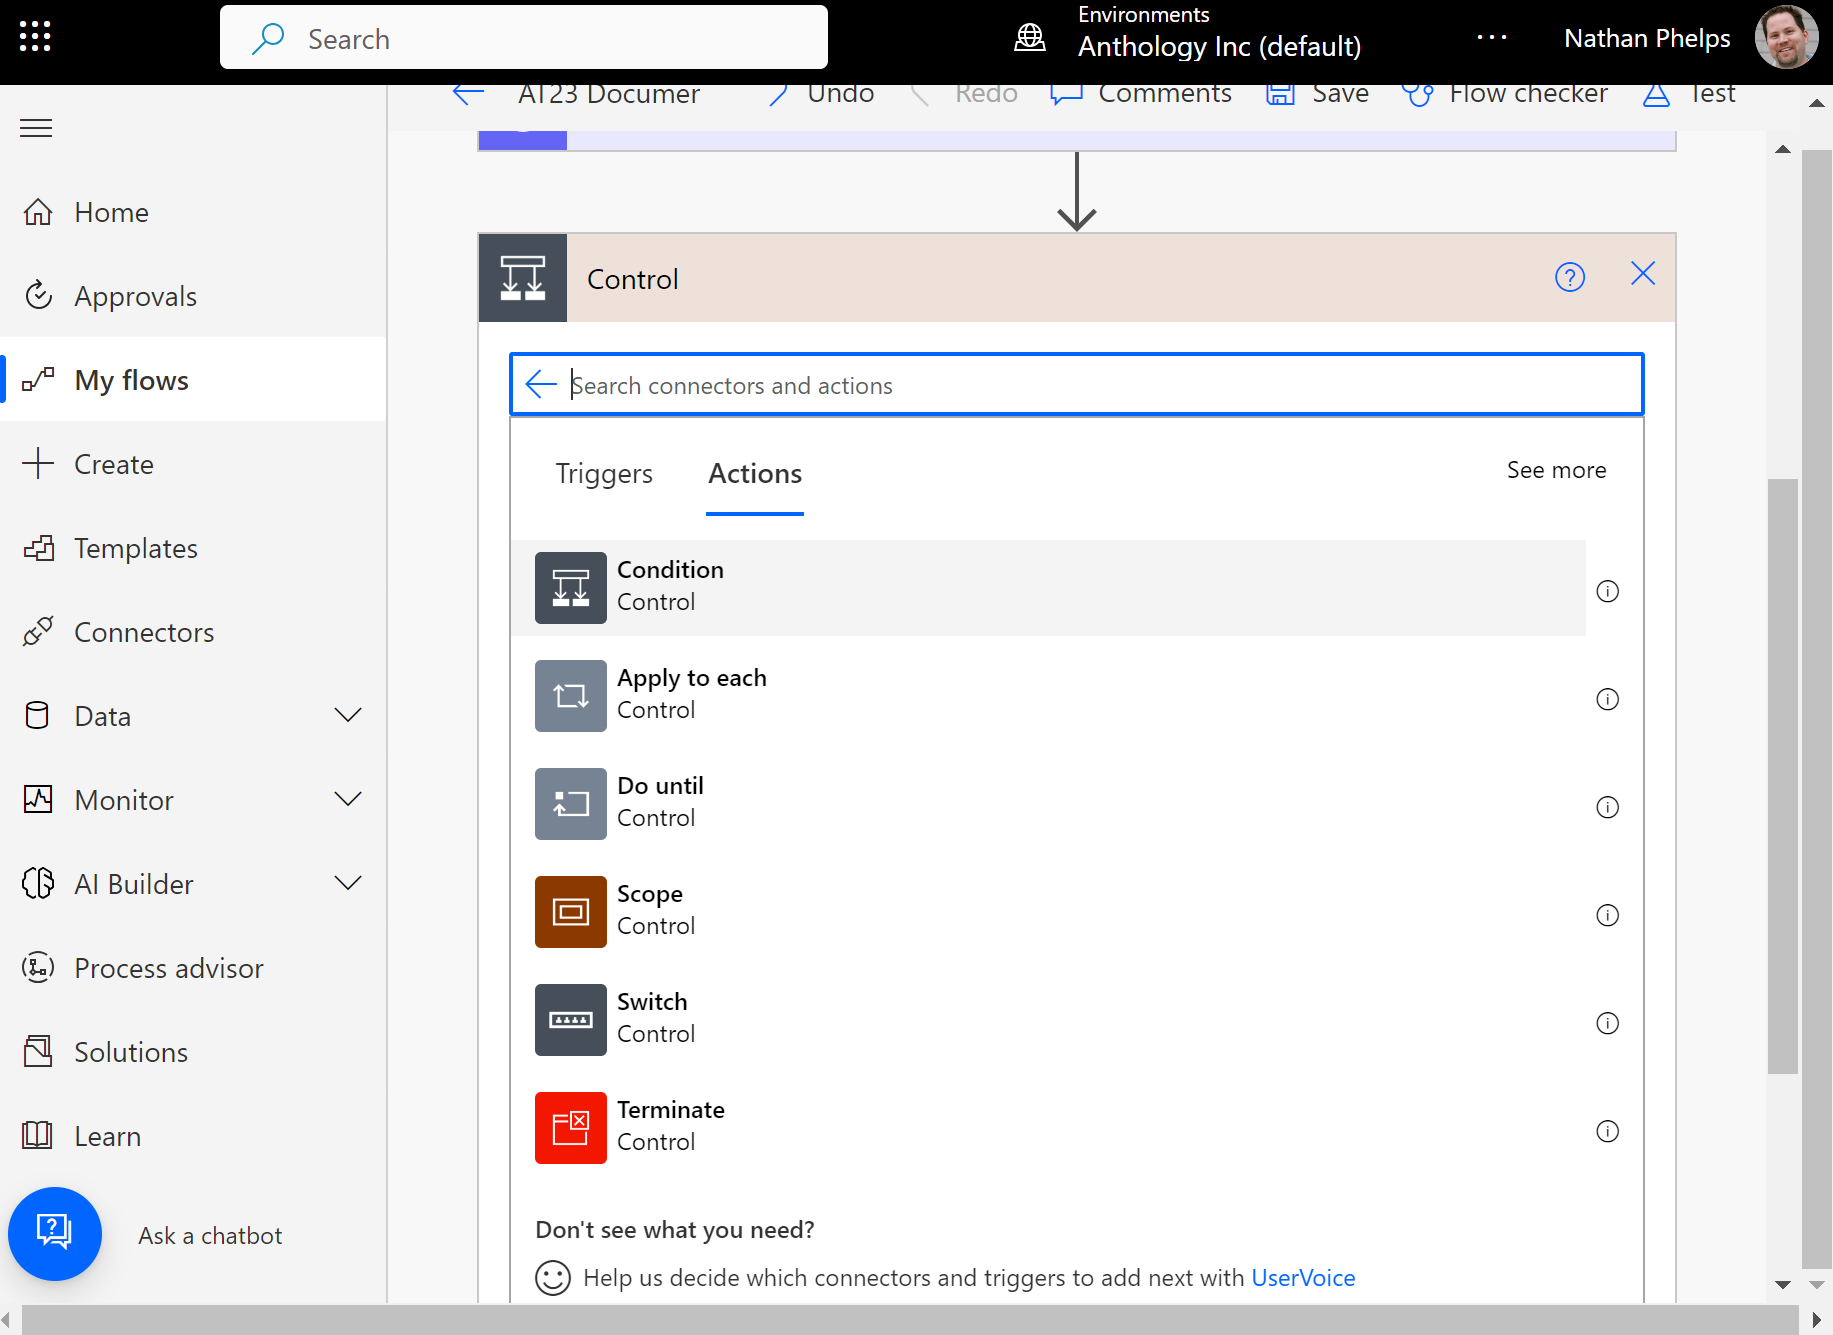 Search
Environments
Anthology Inc (default)
...
Nathan Phelps
AT23 Documer
Undo
Redo
Comments
Save
Flow checker
Test
Home
Approvals
My flows
Create
Templates
Connectors
Data
Monitor
AI Builder
Process advisor
Solutions
Learn
Ask a chatbot
Control
Search connectors and actions
Triggers
Actions
See more
Condition
Control
Apply to each
Control
Do until
Control
Scope
Control
Switch
Control
Terminate
Control
Don't see what you need?
Help us decide which connectors and triggers to add next with UserVoice